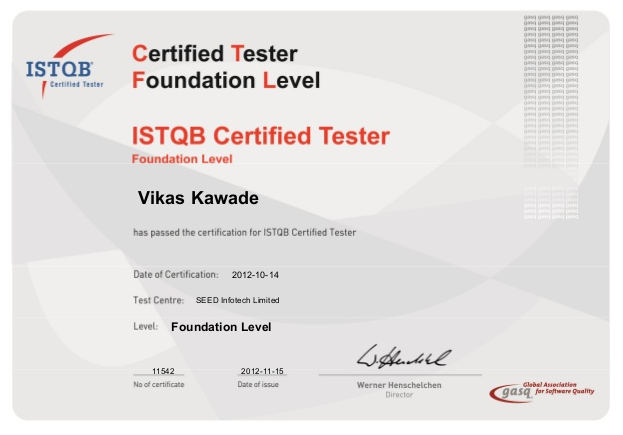 ISTQB®
Certified Tester
Certified Tester
Foundation Level
ISTQB Certified Tester
Foundation Level
Vikas Kawade
has passed the certification for ISTQB Certified Tester
Date of Certification: 2012-10-14
Test Centre: SEED Infotech Limited
Level: Foundation Level
11542 2012-11-15
No of certificate Date of issue
Werner Henschelchen
Director
gasq
Global Association
for Software Quality